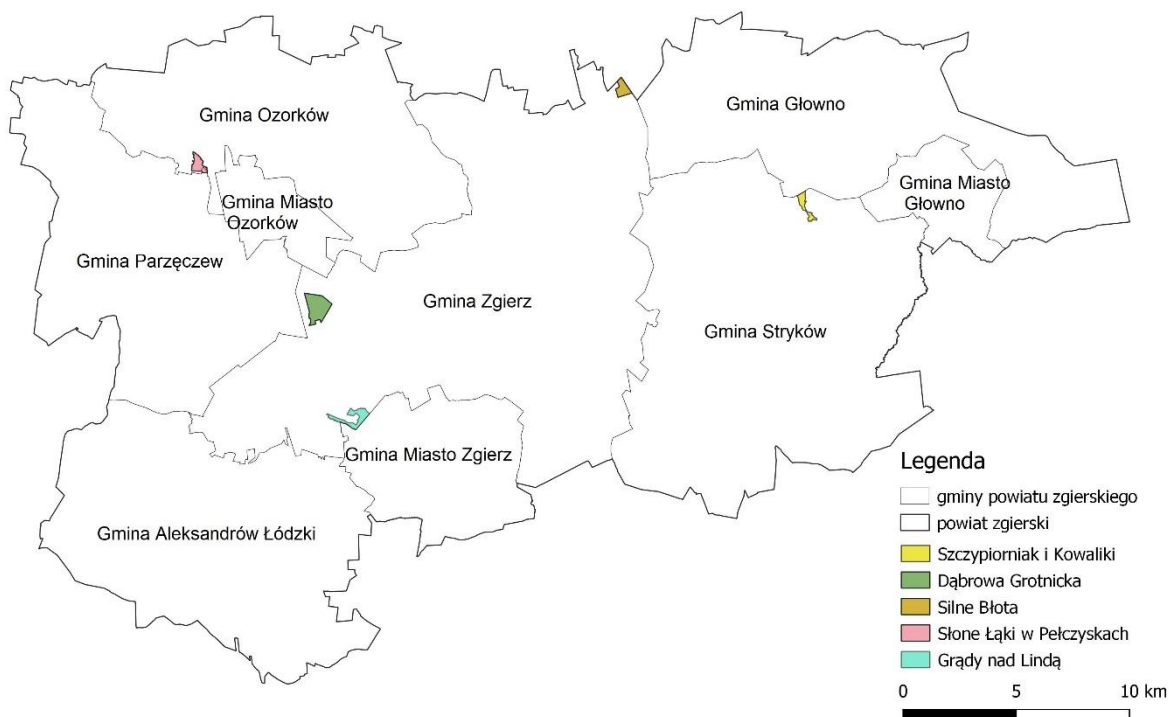 Gmina Ozorków
Gmina Głowno
Gmina Miasto
Głowno
Gmina Miasto
Ozorków
Gmina Parzęczew
Gmina Zgierz
Gmina Stryków
Gmina Miasto Zgierz
Gmina Aleksandrów Łódzki
Legenda
gminy powiatu zgierskiego
powiat zgierski
Szczypiorniak i Kowaliki
Dąbrowa Grotnicka
Silne Błota
Słone Łąki w Pełczyskach
Grądy nad Lindą
0 5 10 km